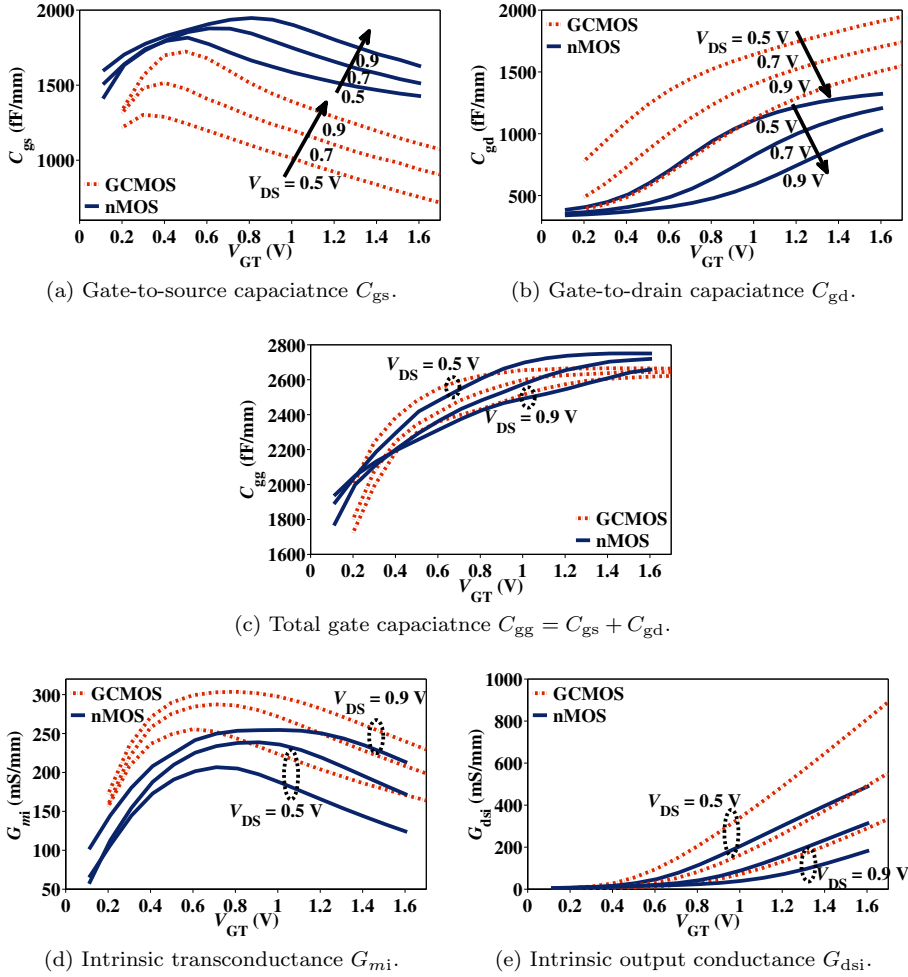 2000
1500
1000
C_gs (fF/mm)
0.9
0.7
0.5
0.9
0.7
V_DS = 0.5 V
GCMOS
nMOS
0 0.2 0.4 0.6 0.8 1 1.2 1.4 1.6
V_GT (V)
(a) Gate-to-source capaciatnce C_gs.
2000
1500
1000
500
C_gd (fF/mm)
GCMOS
nMOS
V_DS = 0.5 V
0.7 V
0.9 V
0.5 V
0.7 V
0.9 V
0 0.2 0.4 0.6 0.8 1 1.2 1.4 1.6
V_GT (V)
(b) Gate-to-drain capaciatnce C_gd.
2800
2600
2400
2200
2000
1800
1600
C_gg (fF/mm)
V_DS = 0.5 V
V_DS = 0.9 V
GCMOS
nMOS
0 0.2 0.4 0.6 0.8 1 1.2 1.4 1.6
V_GT (V)
(c) Total gate capaciatnce C_gg = C_gs + C_gd.
300
250
200
150
100
50
G_mi (mS/mm)
GCMOS
nMOS
V_DS = 0.9 V
V_DS = 0.5 V
0 0.2 0.4 0.6 0.8 1 1.2 1.4 1.6
V_GT (V)
(d) Intrinsic transconductance G_mi.
1000
800
600
400
200
0
G_dsi (mS/mm)
GCMOS
nMOS
V_DS = 0.5 V
V_DS = 0.9 V
0 0.2 0.4 0.6 0.8 1 1.2 1.4 1.6
V_GT (V)
(e) Intrinsic output conductance G_dsi.